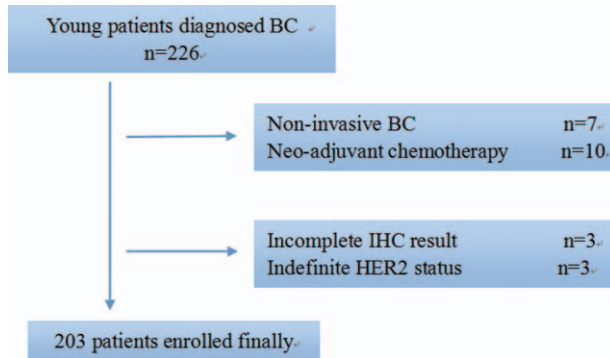 Young patients diagnosed BC
n=226
Non-invasive BC n=7
Neo-adjuvant chemotherapy n=10
Incomplete IHC result n=3
Indefinite HER2 status n=3
203 patients enrolled finally